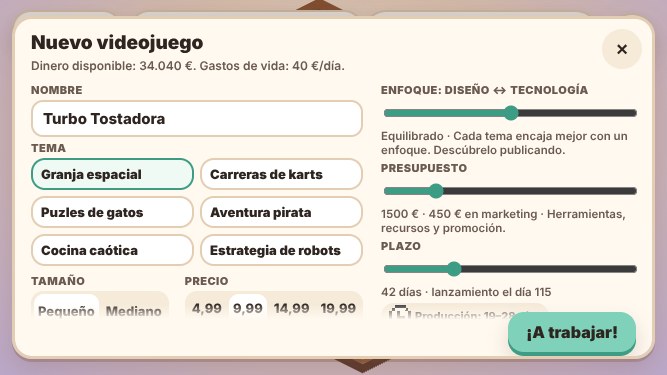 Nuevo videojuego
Dinero disponible: 34.040 €. Gastos de vida: 40 €/día.
NOMBRE
Turbo Tostadora
TEMA
Granja espacial
Carreras de karts
Puzles de gatos
Aventura pirata
Cocina caótica
Estrategia de robots
TAMAÑO
Pequeño Mediano
PRECIO
4,99 9,99 14,99 19,99
ENFOQUE: DISEÑO ↔ TECNOLOGÍA
Equilibrado · Cada tema encaja mejor con un
enfoque. Descúbrelo publicando.
PRESUPUESTO
1500 € · 450 € en marketing · Herramientas,
recursos y promoción.
PLAZO
42 días · lanzamiento el día 115
Producción:
¡A trabajar!